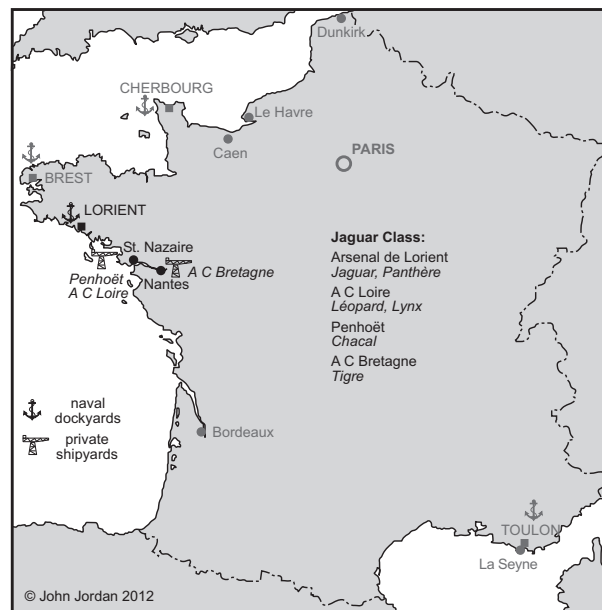 Dunkirk
CHERBOURG
Le Havre
Caen
PARIS
BREST
LORIENT
St. Nazaire
A C Bretagne
Nantes
Penhoët
A C Loire
Jaguar Class:
Arsenal de Lorient
Jaguar, Panthère
A C Loire
Léopard, Lynx
Penhoët
Chacal
A C Bretagne
Tigre
naval
dockyards
private
shipyards
Bordeaux
TOULON
La Seyne
© John Jordan 2012